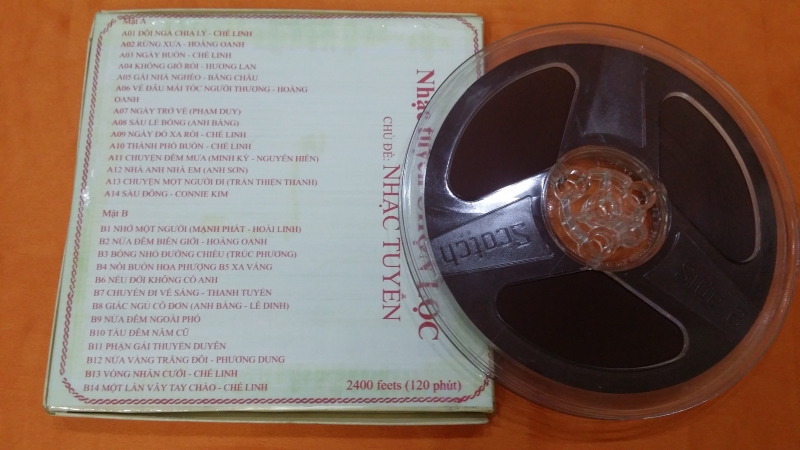 Mặt A
A01 ĐÔI NGÃ CHIA LY - CHẾ LINH
A02 RỪNG XƯA - HOÀNG OANH
A03 NGÀY BUỒN - CHẾ LINH
A04 KHÔNG GIỜ RỒI - HƯƠNG LAN
A05 GÁI NHÀ NGHÈO - BĂNG CHÂU
A06 VỀ ĐÂU MÁI TÓC NGƯỜI THƯƠNG - HOÀNG
OANH
A07 NGÀY TRỞ VỀ (PHẠM DUY)
A08 SẦU LẺ BÓNG (ANH BẰNG)
A09 NGÀY ĐÓ XA RỒI - CHẾ LINH
A10 THÀNH PHỐ BUỒN - CHẾ LINH
A11 CHUYỆN ĐÊM MƯA (MINH KỲ - NGUYỄN HIỀN)
A12 NHÀ ANH NHÀ EM (ANH SƠN)
A13 CHUYỆN MỘT NGƯỜI ĐI (TRẦN THIỆN THANH)
A14 SẦU ĐÔNG - CONNIE KIM
Mặt B
B1 NHỚ MỘT NGƯỜI (MẠNH PHÁT - HOÀI LINH)
B2 NỬA ĐÊM BIÊN GIỚI - HOÀNG OANH
B3 BÓNG NHỎ ĐƯỜNG CHIỀU (TRÚC PHƯƠNG)
B4 NỖI BUỒN HOA PHƯỢNG B5 XA VẮNG
B6 NẾU ĐỜI KHÔNG CÓ ANH
B7 CHUYẾN ĐI VỀ SÁNG - THANH TUYỀN
B8 GIẤC NGỦ CÔ ĐƠN (ANH BẰNG - LÊ DINH)
B9 NỬA ĐÊM NGOÀI PHỐ
B10 TÀU ĐÊM NĂM CŨ
B11 PHẬN GÁI THUYỀN DUYÊN
B12 NỬA VẦNG TRĂNG ĐÔI - PHƯƠNG DUNG
B13 VÒNG NHẪN CƯỚI - CHẾ LINH
B14 MỘT LẦN VẪY TAY CHÀO - CHẾ LINH
2400 feets (120 phút)
Nhạc tuyển LỌC
CHỦ ĐỀ: NHẠC TUYỂN
Scotch